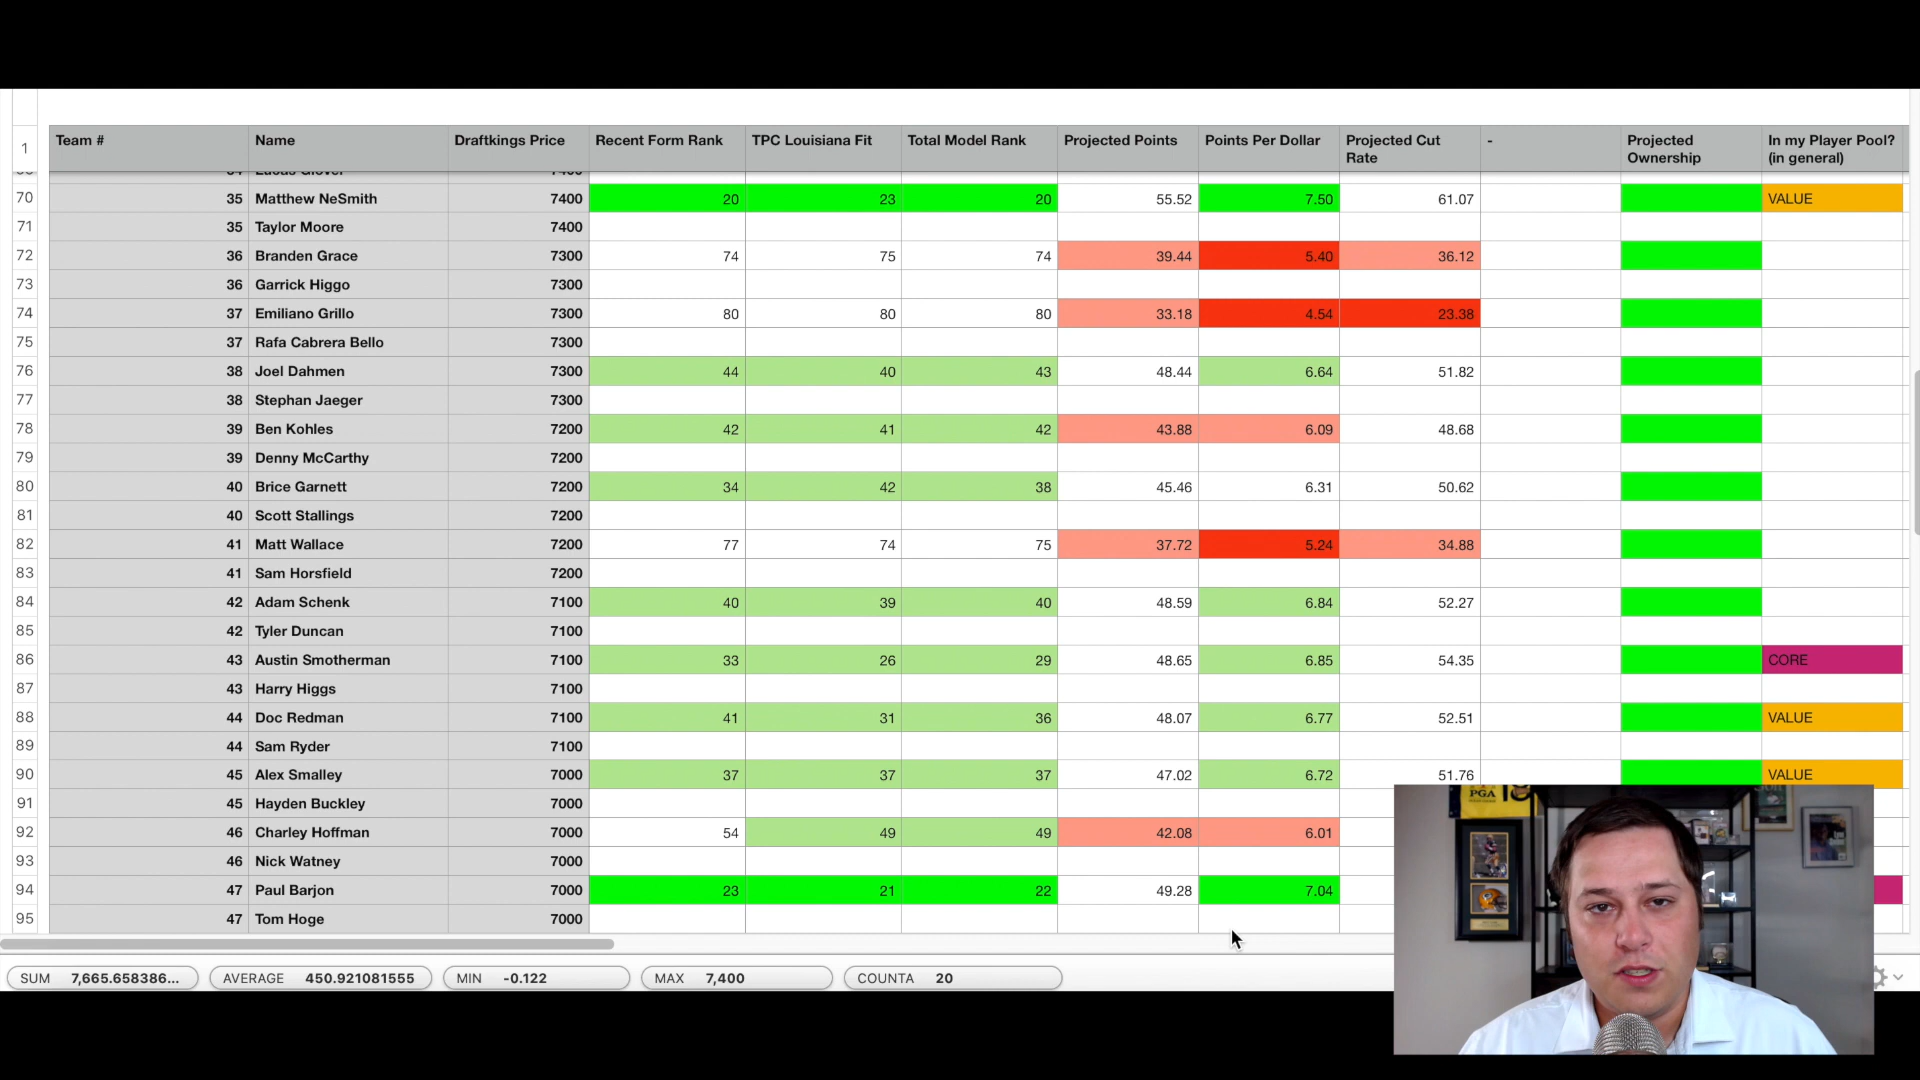 1 Team # Name Draftkings Price Recent Form Rank TPC Louisiana Fit Total Model Rank Projected Points Points Per Dollar Projected Cut Rate - Projected Ownership In my Player Pool? (in general)
70 35 Matthew NeSmith 7400 20 23 20 55.52 7.50 61.07 VALUE
71 35 Taylor Moore 7400
72 36 Branden Grace 7300 74 75 74 39.44 5.40 36.12
73 36 Garrick Higgo 7300
74 37 Emiliano Grillo 7300 80 80 80 33.18 4.54 23.38
75 37 Rafa Cabrera Bello 7300
76 38 Joel Dahmen 7300 44 40 43 48.44 6.64 51.82
77 38 Stephan Jaeger 7300
78 39 Ben Kohles 7200 42 41 42 43.88 6.09 48.68
79 39 Denny McCarthy 7200
80 40 Brice Garnett 7200 34 42 38 45.46 6.31 50.62
81 40 Scott Stallings 7200
82 41 Matt Wallace 7200 77 74 75 37.72 5.24 34.88
83 41 Sam Horsfield 7200
84 42 Adam Schenk 7100 40 39 40 48.59 6.84 52.27
85 42 Tyler Duncan 7100
86 43 Austin Smotherman 7100 33 26 29 48.65 6.85 54.35 CORE
87 43 Harry Higgs 7100
88 44 Doc Redman 7100 41 31 36 48.07 6.77 52.51 VALUE
89 44 Sam Ryder 7100
90 45 Alex Smalley 7000 37 37 37 47.02 6.72 51.76 VALUE
91 45 Hayden Buckley 7000
92 46 Charley Hoffman 7000 54 49 49 42.08 6.01
93 46 Nick Watney 7000
94 47 Paul Barjon 7000 23 21 22 49.28 7.04
95 47 Tom Hoge 7000
SUM 7,665.658386... AVERAGE 450.921081555 MIN -0.122 MAX 7,400 COUNTA 20
PGA